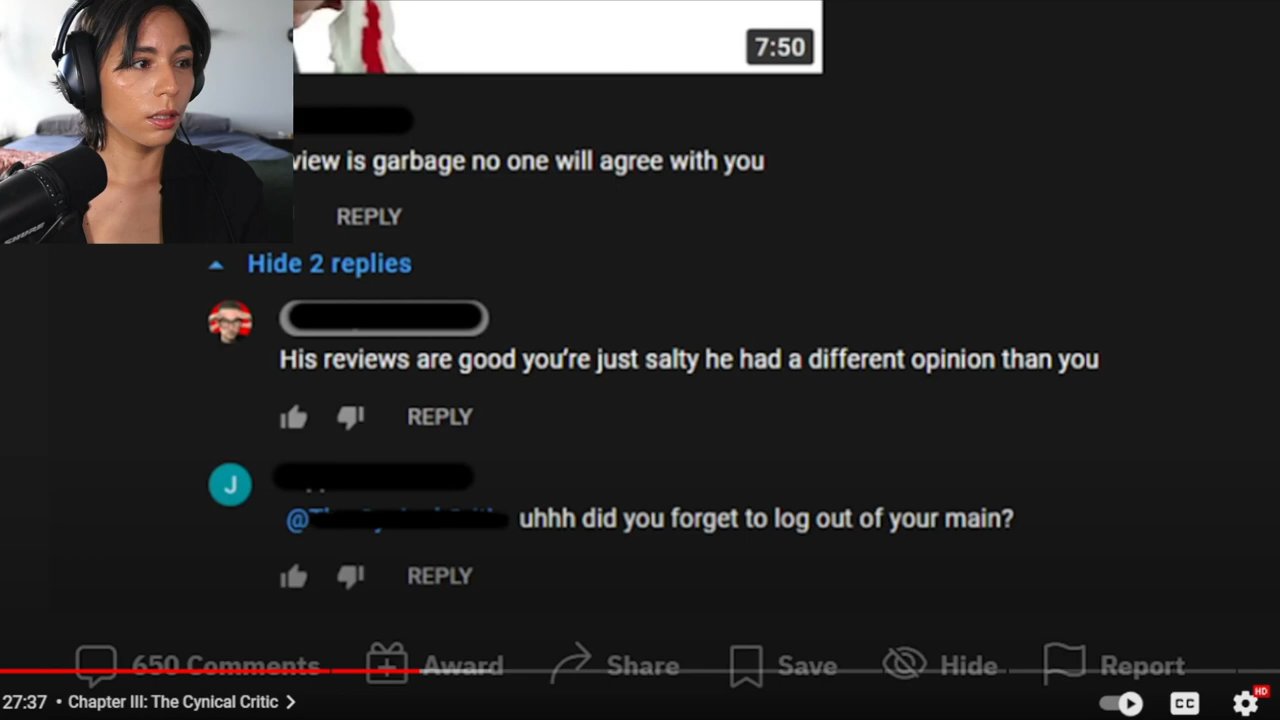 7:50
view is garbage no one will agree with you
REPLY
Hide 2 replies
His reviews are good you're just salty he had a different opinion than you
REPLY
J
uhhh did you forget to log out of your main?
REPLY
650 Comments Award Share Save Hide Report
27:37 • Chapter III: The Cynical Critic
CC HD
SHURE